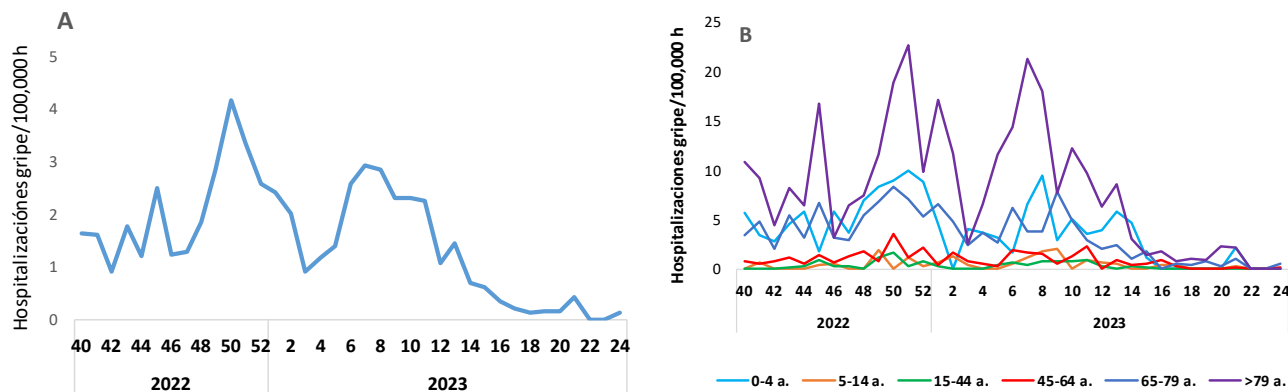 A
Hospitalizaciónes gripe/100,000 h
5
4
3
2
1
0
40 42 44 46 48 50 52 2 4 6 8 10 12 14 16 18 20 22 24
2022 2023
B
Hospitalizaciones gripe/100,000 h
25
20
15
10
5
0
40 42 44 46 48 50 52 2 4 6 8 10 12 14 16 18 20 22 24
2022 2023
0-4 a. 5-14 a. 15-44 a. 45-64 a. 65-79 a. >79 a.